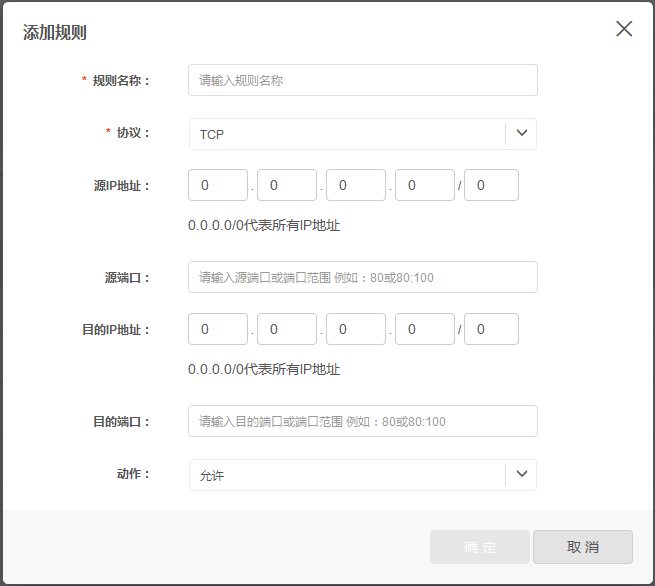 添加规则
* 规则名称：
请输入规则名称
* 协议：
TCP
源IP地址：
0 . 0 . 0 . 0 / 0
0.0.0.0/0代表所有IP地址
源端口：
请输入源端口或端口范围 例如：80或80:100
目的IP地址：
0 . 0 . 0 . 0 / 0
0.0.0.0/0代表所有IP地址
目的端口：
请输入目的端口或端口范围 例如：80或80:100
动作：
允许
确 定
取 消